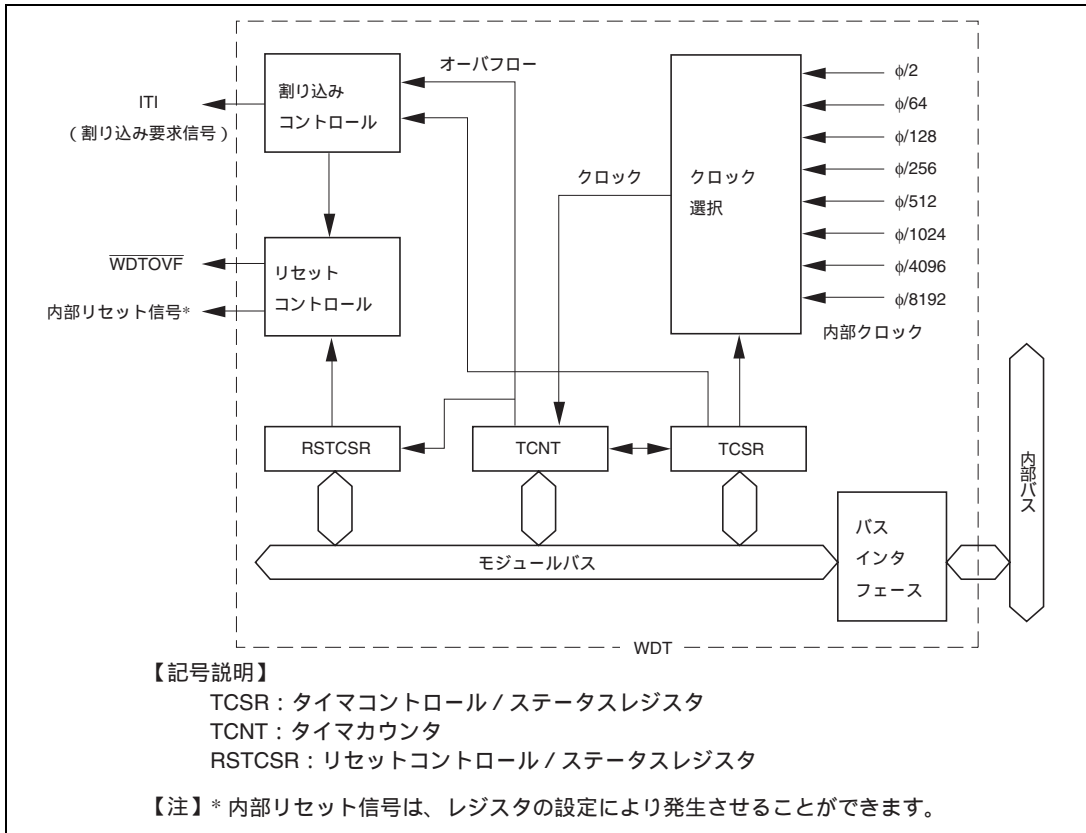 オーバフロー
割り込み
コントロール
ITI
(割り込み要求信号)
リセット
コントロール
WDTOVF
内部リセット信号*
クロック
クロック
選択
φ/2
φ/64
φ/128
φ/256
φ/512
φ/1024
φ/4096
φ/8192
内部クロック
RSTCSR
TCNT
TCSR
モジュールバス
バス
インタ
フェース
内部バス
WDT
【記号説明】
TCSR:タイマコントロール / ステータスレジスタ
TCNT:タイマカウンタ
RSTCSR:リセットコントロール / ステータスレジスタ
【注】* 内部リセット信号は、レジスタの設定により発生させることができます。